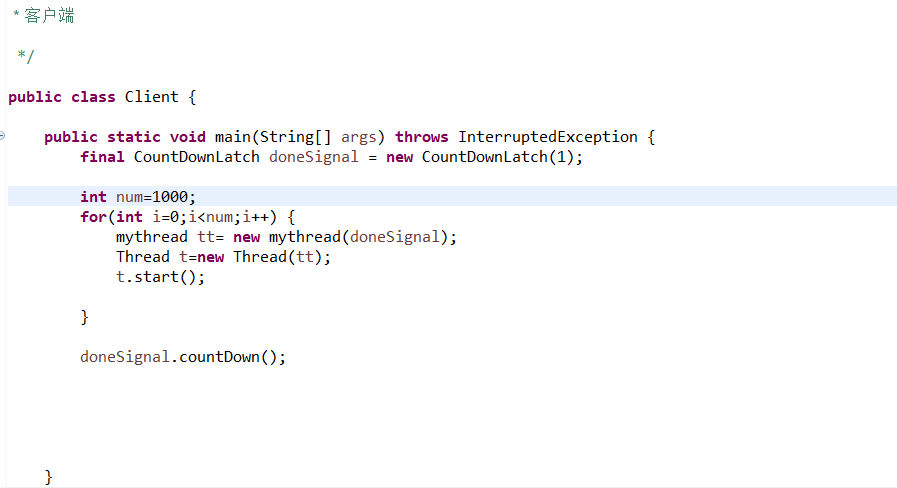 * 客户端
*/
public class Client {
public static void main(String[] args) throws InterruptedException {
final CountDownLatch doneSignal = new CountDownLatch(1);
int num=1000;
for(int i=0;i<num;i++) {
mythread tt= new mythread(doneSignal);
Thread t=new Thread(tt);
t.start();
}
doneSignal.countDown();
}